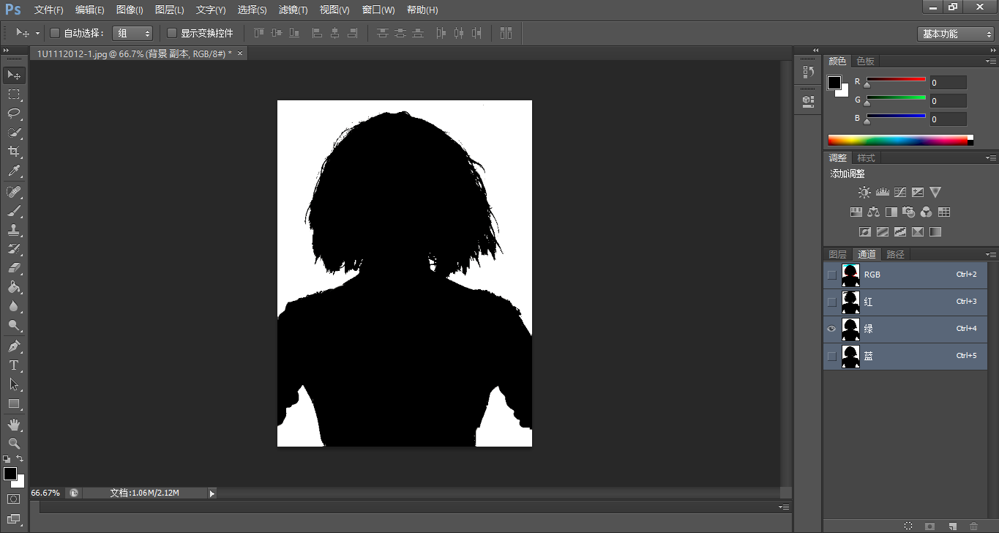 Ps 文件(F) 编辑(E) 图像(I) 图层(L) 文字(Y) 选择(S) 滤镜(T) 视图(V) 窗口(W) 帮助(H)
自动选择： 组 显示变换控件 基本功能
1U1112012-1.jpg @ 66.7% (背景 副本, RGB/8#) * ×
颜色 色板
R 0
G 0
B 0
调整 样式
添加调整
图层 通道 路径
RGB Ctrl+2
红 Ctrl+3
绿 Ctrl+4
蓝 Ctrl+5
T
66.67% 文档:1.06M/2.12M